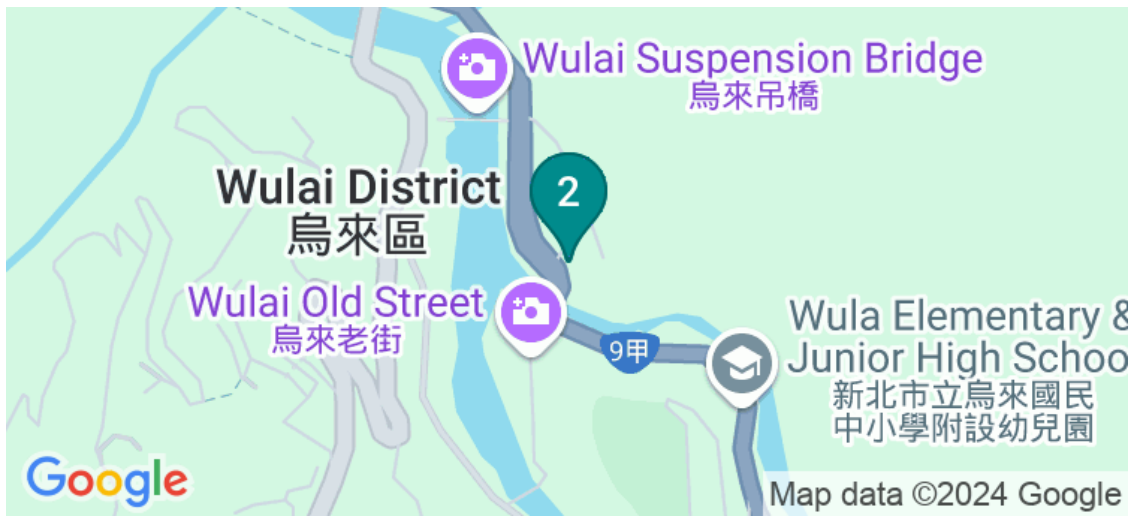 Wulai Suspension Bridge
烏來吊橋
2
Wulai District
烏來區
Wulai Old Street
烏來老街
9甲
Wula Elementary &
Junior High Schoo
新北市立烏來國民
中小學附設幼兒園
Google
Map data ©2024 Google